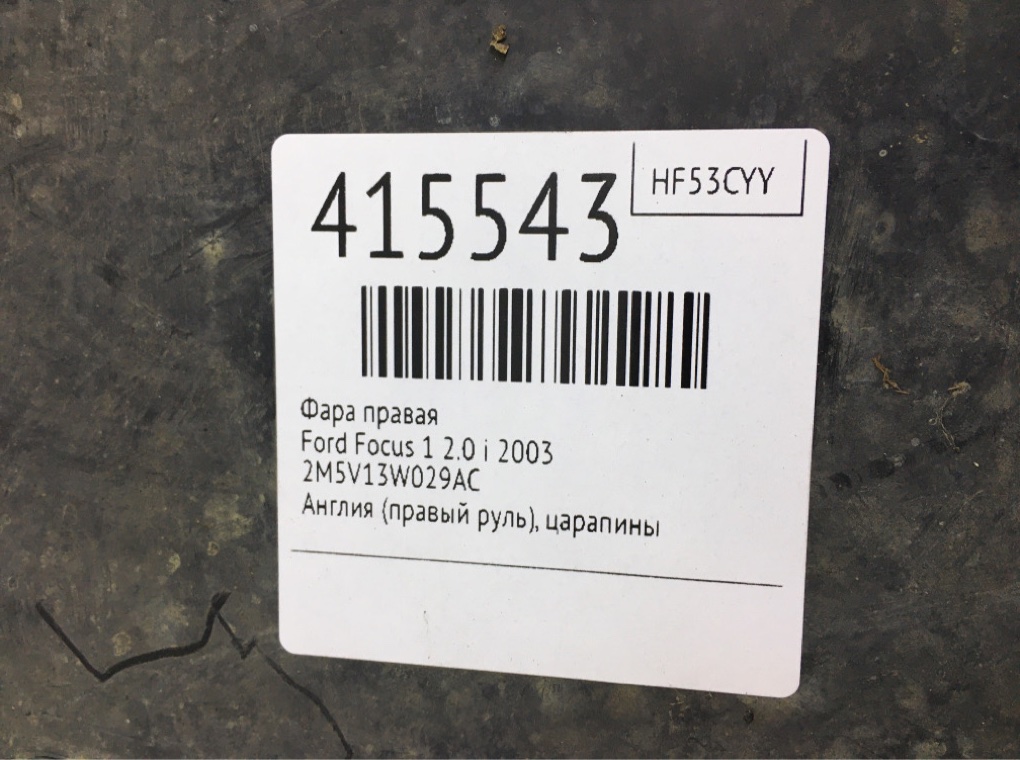 415543
HF53CYY
Фара правая
Ford Focus 1 2.0 i 2003
2M5V13W029AC
Англия (правый руль), царапины